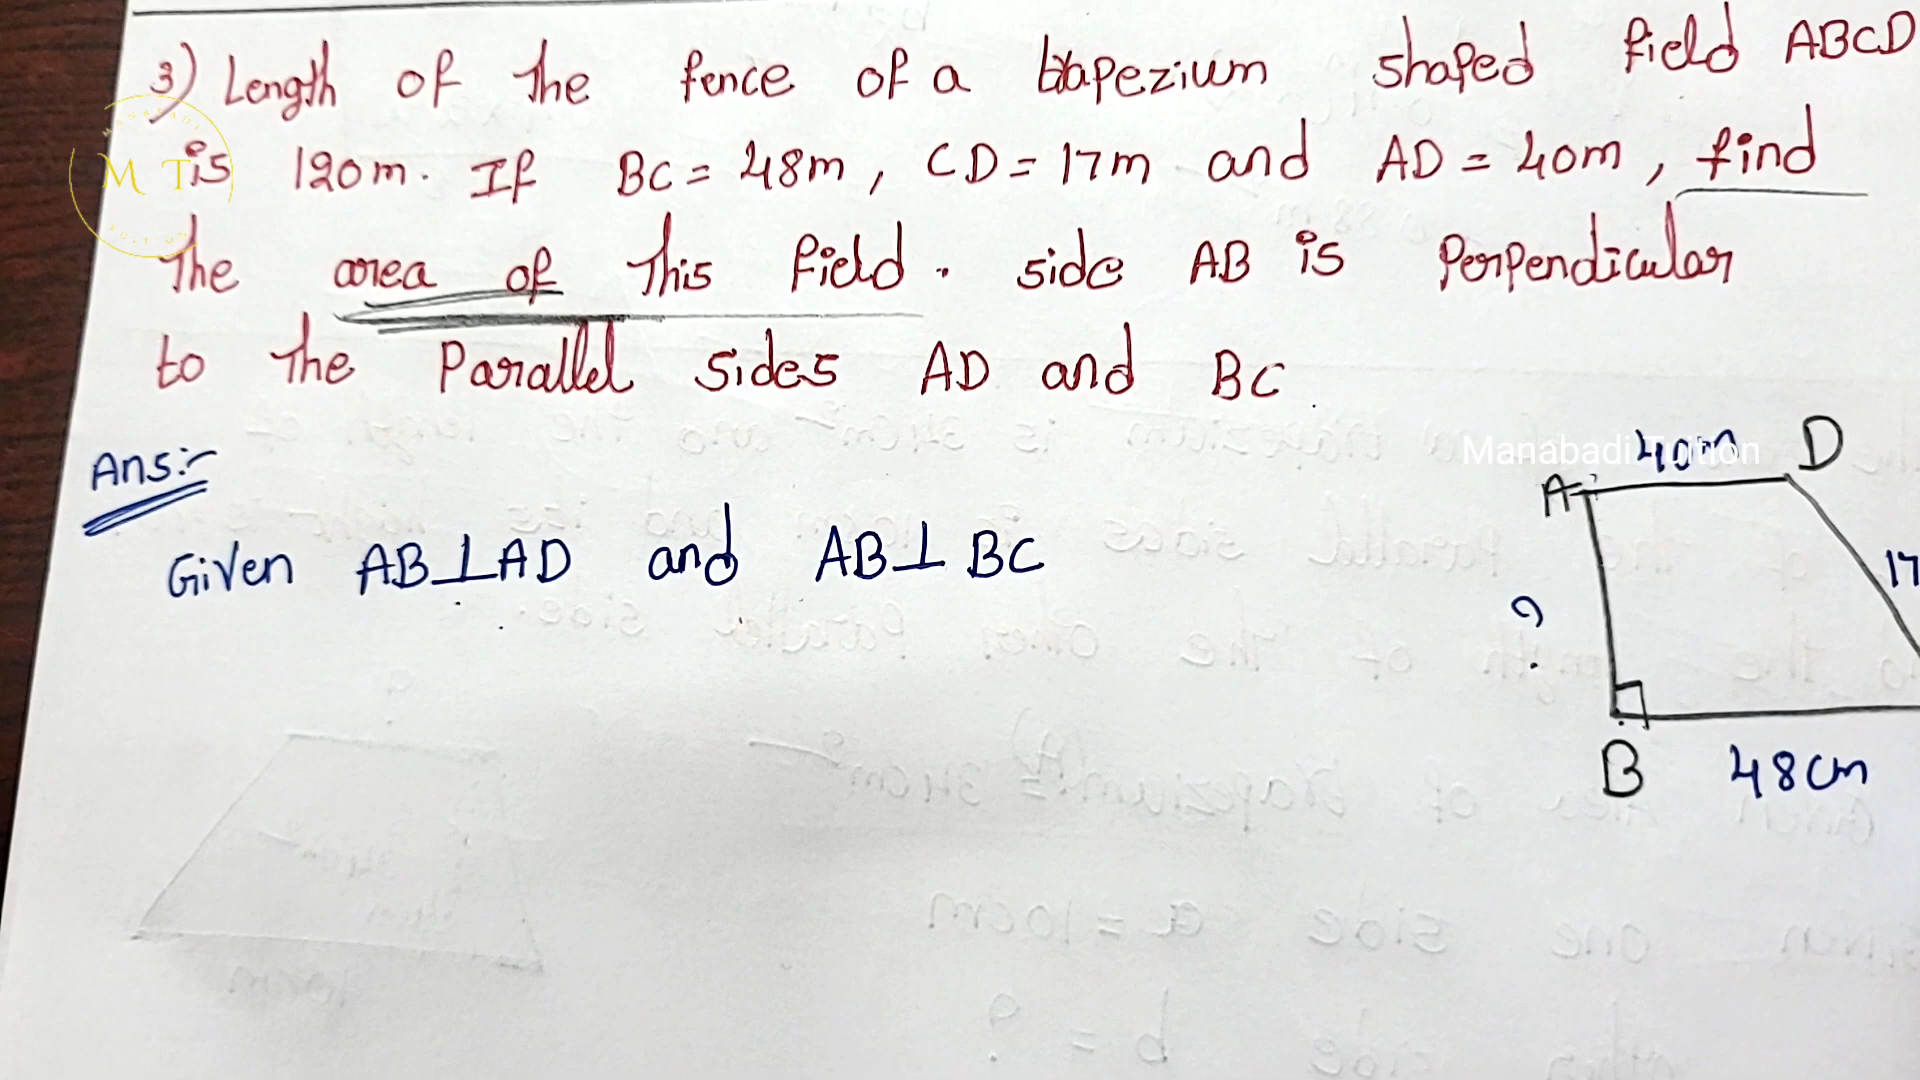 3) Length of the fence of a trapezium shaped field ABCD
is 120m. If BC = 48m, CD = 17m and AD = 40m, find
the area of this field. side AB is Perpendicular
to the Parallel sides AD and BC
Ans:-
Given AB⊥AD and AB⊥BC
M T
Manabadi Tuition
40m
D
A
17
?
B
48cm